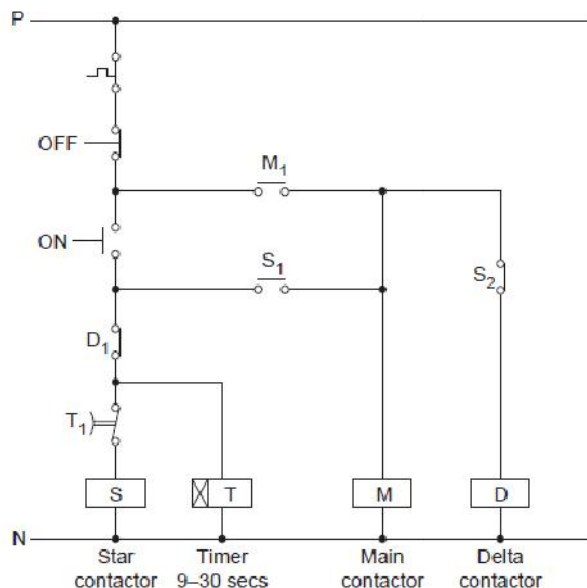 P
OFF
M1
ON
S1
S2
D1
T1
S
T
M
D
N
Star contactor
Timer 9–30 secs
Main contactor
Delta contactor